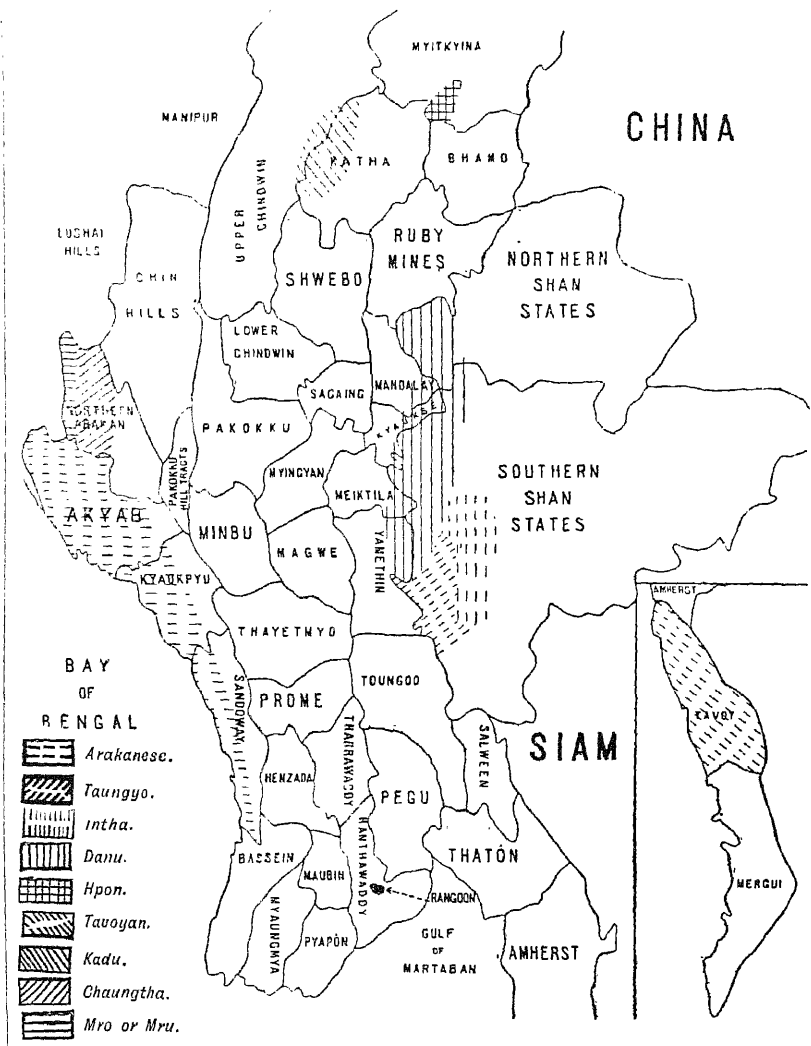 MYITKYINA
MANIPUR
CHINA
KATHA
BHAMO
UPPER
CHINDWIN
LUSHAI
HILLS
RUBY
MINES
NORTHERN
SHAN
STATES
CHIN
HILLS
SHWEBO
LOWER
CHINDWIN
SAGAING
MANDALAY
KYAUKSE
NORTHERN
ARAKAN
PAKOKKU
PAKOKKU
HILL TRACTS
MYINGYAN
MEIKTILA
SOUTHERN
SHAN
STATES
AKYAB
MINBU
MAGWE
YAMETHIN
KYAUKPYU
AMHERST
THAYETMYO
BAY
OF
BENGAL
SANDOWAY
PROME
TOUNGOO
TAVOY
SIAM
SALWEEN
THARRAWADDY
HENZADA
PEGU
HANTHAWADDY
THATÓN
BASSEIN
MAUBIN
RANGOON
MERGUI
MYAUNGMYA
PYAPÓN
GULF
OF
MARTABAN
AMHERST
Arakanese.
Taungyo.
Intha.
Danu.
Hpon.
Tavoyan.
Kadu.
Chaungtha.
Mro or Mru.